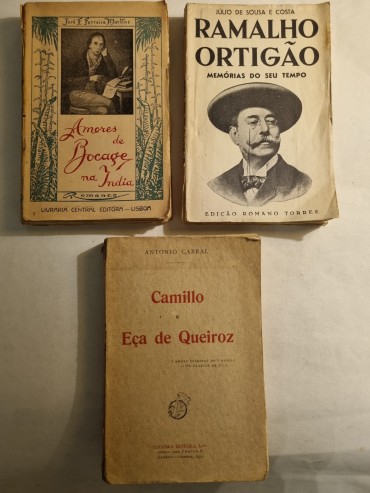 José F. Ferreira Martins
Amores de
Bocage
na India
Romance
LIVRARIA CENTRAL EDITORA - LISBOA
JULIO DE SOUSA E COSTA
RAMALHO
ORTIGÃO
MEMÓRIAS DO SEU TEMPO
EDIÇÃO ROMANO TORRES
ANTONIO CABRAL
Camillo
e
Eça de Queiroz